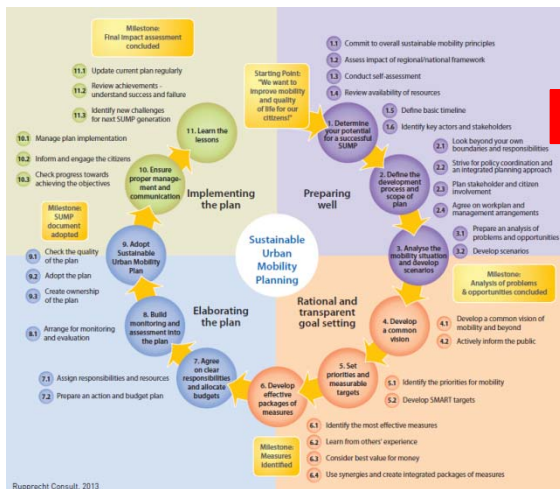 Milestone:
Final impact assessment
concluded
11.1 Update current plan regularly
11.2 Review achievements -
understand success and failure
11.3 Identify new challenges
for next SUMP generation
10.1 Manage plan implementation
10.2 Inform and engage the citizens
10.3 Check progress towards
achieving the objectives
Milestone:
SUMP
document
adopted
9.1 Check the quality
of the plan
9.2 Adopt the plan
9.3 Create ownership
of the plan
8.1 Arrange for monitoring
and evaluation
7.1 Assign responsibilities and resources
7.2 Prepare an action and budget plan
Starting Point:
"We want to
improve mobility
and quality
of life for our
citizens!"
1.1 Commit to overall sustainable mobility principles
1.2 Assess impact of regional/national framework
1.3 Conduct self-assessment
1.4 Review availability of resources
1.5 Define basic timeline
1.6 Identify key actors and stakeholders
2.1 Look beyond your own
boundaries and responsibilities
2.2 Strive for policy coordination and
an integrated planning approach
2.3 Plan stakeholder and citizen
involvement
2.4 Agree on workplan and
management arrangements
3.1 Prepare an analysis of
problems and opportunities
3.2 Develop scenarios
Milestone:
Analysis of problems
& opportunities concluded
4.1 Develop a common vision of
mobility and beyond
4.2 Actively inform the public
5.1 Identify the priorities for mobility
5.2 Develop SMART targets
6.1 Identify the most effective measures
6.2 Learn from others' experience
6.3 Consider best value for money
6.4 Use synergies and create integrated packages of measures
Milestone:
Measures
identified
1. Determine
your potential
for a successful
SUMP
2. Define the
development
process and
scope of
plan
3. Analyse the
mobility situation
and develop
scenarios
4. Develop
a common
vision
5. Set
priorities and
measurable
targets
6. Develop
effective
packages of
measures
7. Agree
on clear
responsibilities
and allocate
budgets
8. Build
monitoring and
assessment into
the plan
9. Adopt
Sustainable
Urban Mobility
Plan
10. Ensure
proper manage-
ment and
communication
11. Learn the
lessons
Implementing
the plan
Preparing
well
Sustainable
Urban
Mobility
Planning
Elaborating
the plan
Rational and
transparent
goal setting
Rupprecht Consult, 2013